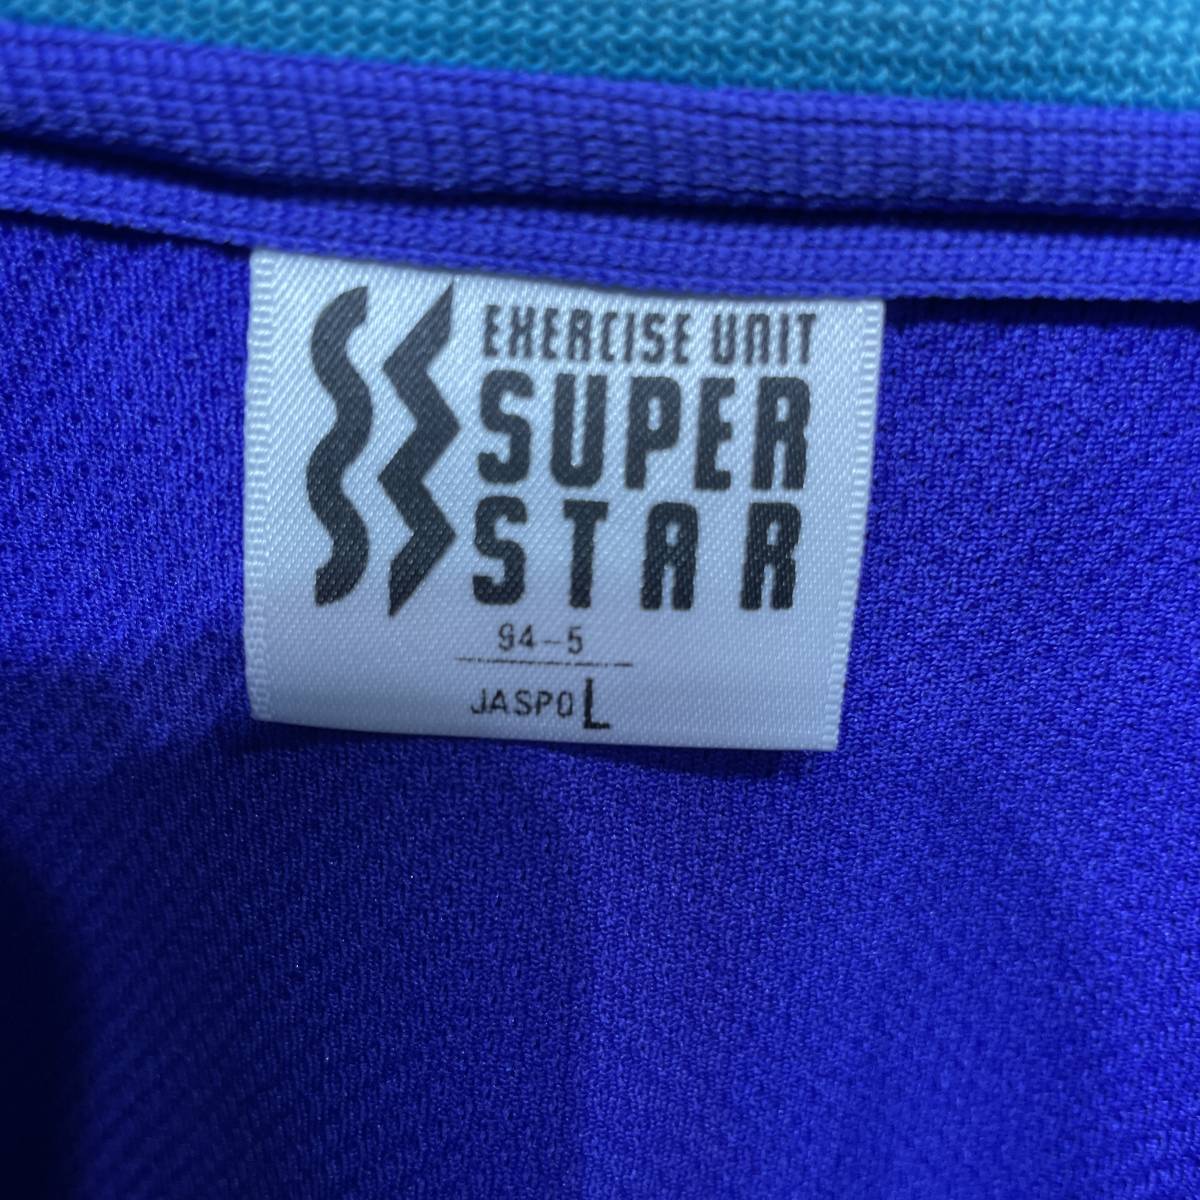 EXERCISE UNIT
SUPER
STAR
94-5
JASPO L